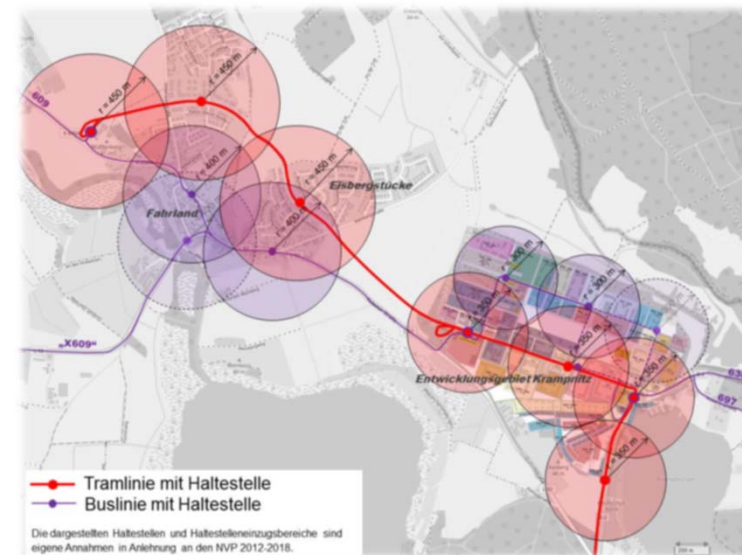 609
r = 450 m
r = 450 m
r = 450 m
r = 400 m
r = 400
Eisbergstücke
Fahrland
„X609“
r = 300 m
r = 300 m
r = 350 m
r = 350 m
r = 350 m
r = 350 m
Entwicklungsgebiet Krampnitz
697
Tramlinie mit Haltestelle
Buslinie mit Haltestelle
Die dargestellten Haltestellen und Haltestelleneinzugsbereiche sind
eigene Annahmen in Anlehnung an den NVP 2012-2018.